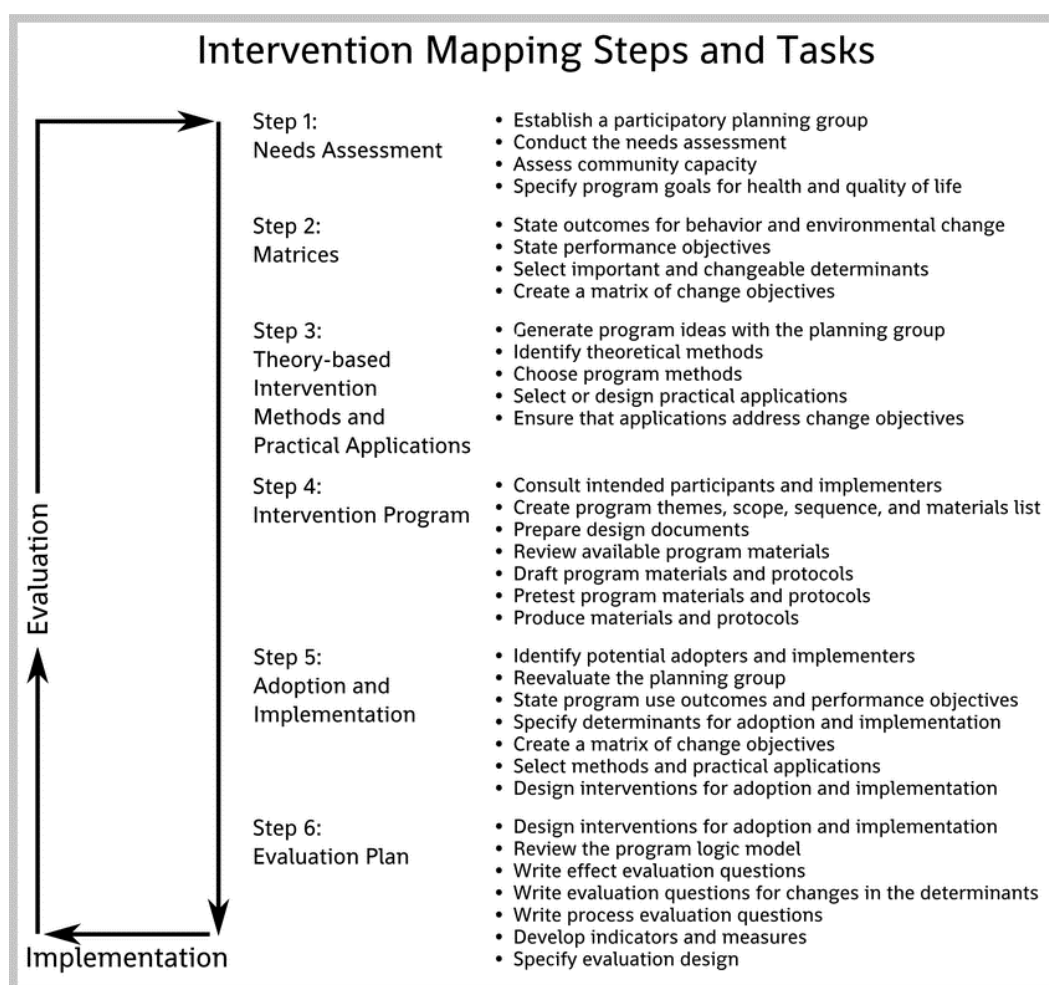 Intervention Mapping Steps and Tasks
Step 1:
Needs Assessment
• Establish a participatory planning group
• Conduct the needs assessment
• Assess community capacity
• Specify program goals for health and quality of life
Step 2:
Matrices
• State outcomes for behavior and environmental change
• State performance objectives
• Select important and changeable determinants
• Create a matrix of change objectives
Step 3:
Theory-based
Intervention
Methods and
Practical Applications
• Generate program ideas with the planning group
• Identify theoretical methods
• Choose program methods
• Select or design practical applications
• Ensure that applications address change objectives
Step 4:
Intervention Program
• Consult intended participants and implementers
• Create program themes, scope, sequence, and materials list
• Prepare design documents
• Review available program materials
• Draft program materials and protocols
• Pretest program materials and protocols
• Produce materials and protocols
Step 5:
Adoption and
Implementation
• Identify potential adopters and implementers
• Reevaluate the planning group
• State program use outcomes and performance objectives
• Specify determinants for adoption and implementation
• Create a matrix of change objectives
• Select methods and practical applications
• Design interventions for adoption and implementation
Step 6:
Evaluation Plan
• Design interventions for adoption and implementation
• Review the program logic model
• Write effect evaluation questions
• Write evaluation questions for changes in the determinants
• Write process evaluation questions
• Develop indicators and measures
• Specify evaluation design
Implementation
Evaluation